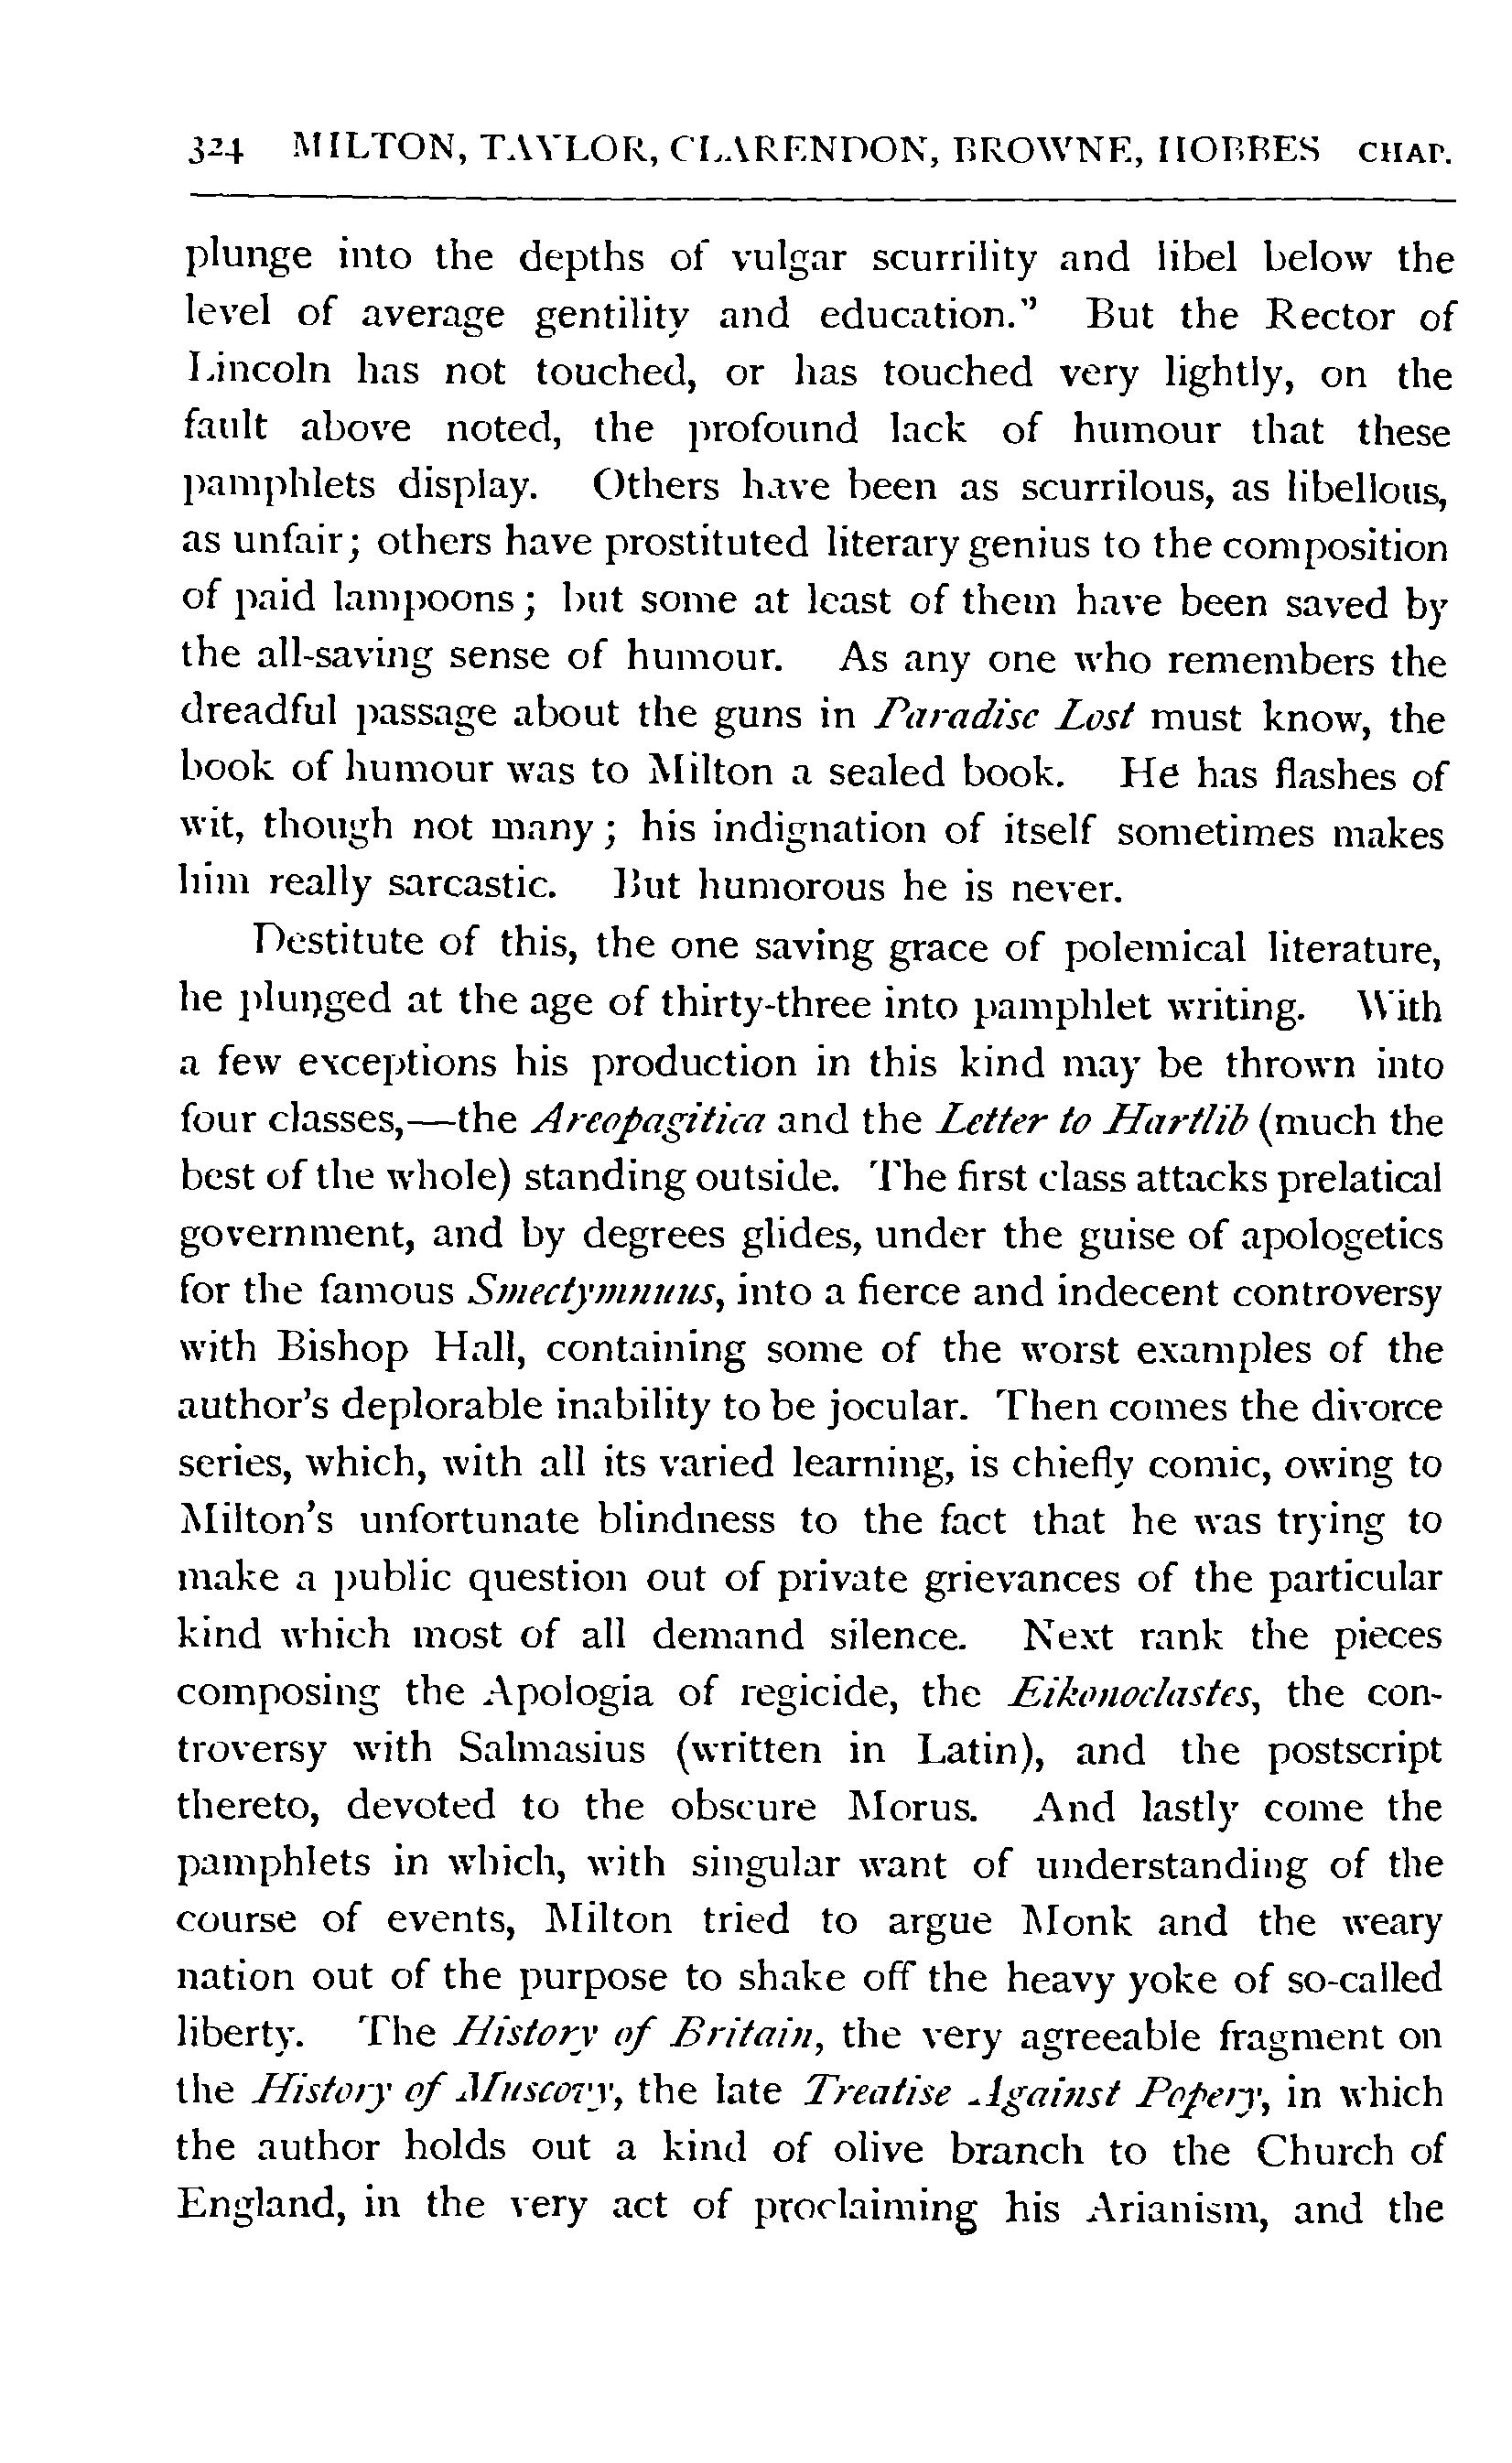 324 MILTON, TAYLOR, CLARENDON, BROWNE, HOBBES CHAP.
plunge into the depths of vulgar scurrility and libel below the
level of average gentility and education." But the Rector of
Lincoln has not touched, or has touched very lightly, on the
fault above noted, the profound lack of humour that these
pamphlets display. Others have been as scurrilous, as libellous,
as unfair; others have prostituted literary genius to the composition
of paid lampoons; but some at least of them have been saved by
the all-saving sense of humour. As any one who remembers the
dreadful passage about the guns in Paradise Lost must know, the
book of humour was to Milton a sealed book. He has flashes of
wit, though not many; his indignation of itself sometimes makes
him really sarcastic. But humorous he is never.
Destitute of this, the one saving grace of polemical literature,
he plunged at the age of thirty-three into pamphlet writing. With
a few exceptions his production in this kind may be thrown into
four classes,—the Areopagitica and the Letter to Hartlib (much the
best of the whole) standing outside. The first class attacks prelatical
government, and by degrees glides, under the guise of apologetics
for the famous Smectymnuus, into a fierce and indecent controversy
with Bishop Hall, containing some of the worst examples of the
author's deplorable inability to be jocular. Then comes the divorce
series, which, with all its varied learning, is chiefly comic, owing to
Milton's unfortunate blindness to the fact that he was trying to
make a public question out of private grievances of the particular
kind which most of all demand silence. Next rank the pieces
composing the Apologia of regicide, the Eikonoclastes, the con-
troversy with Salmasius (written in Latin), and the postscript
thereto, devoted to the obscure Morus. And lastly come the
pamphlets in which, with singular want of understanding of the
course of events, Milton tried to argue Monk and the weary
nation out of the purpose to shake off the heavy yoke of so-called
liberty. The History of Britain, the very agreeable fragment on
the History of Muscovy, the late Treatise Against Popery, in which
the author holds out a kind of olive branch to the Church of
England, in the very act of proclaiming his Arianism, and the